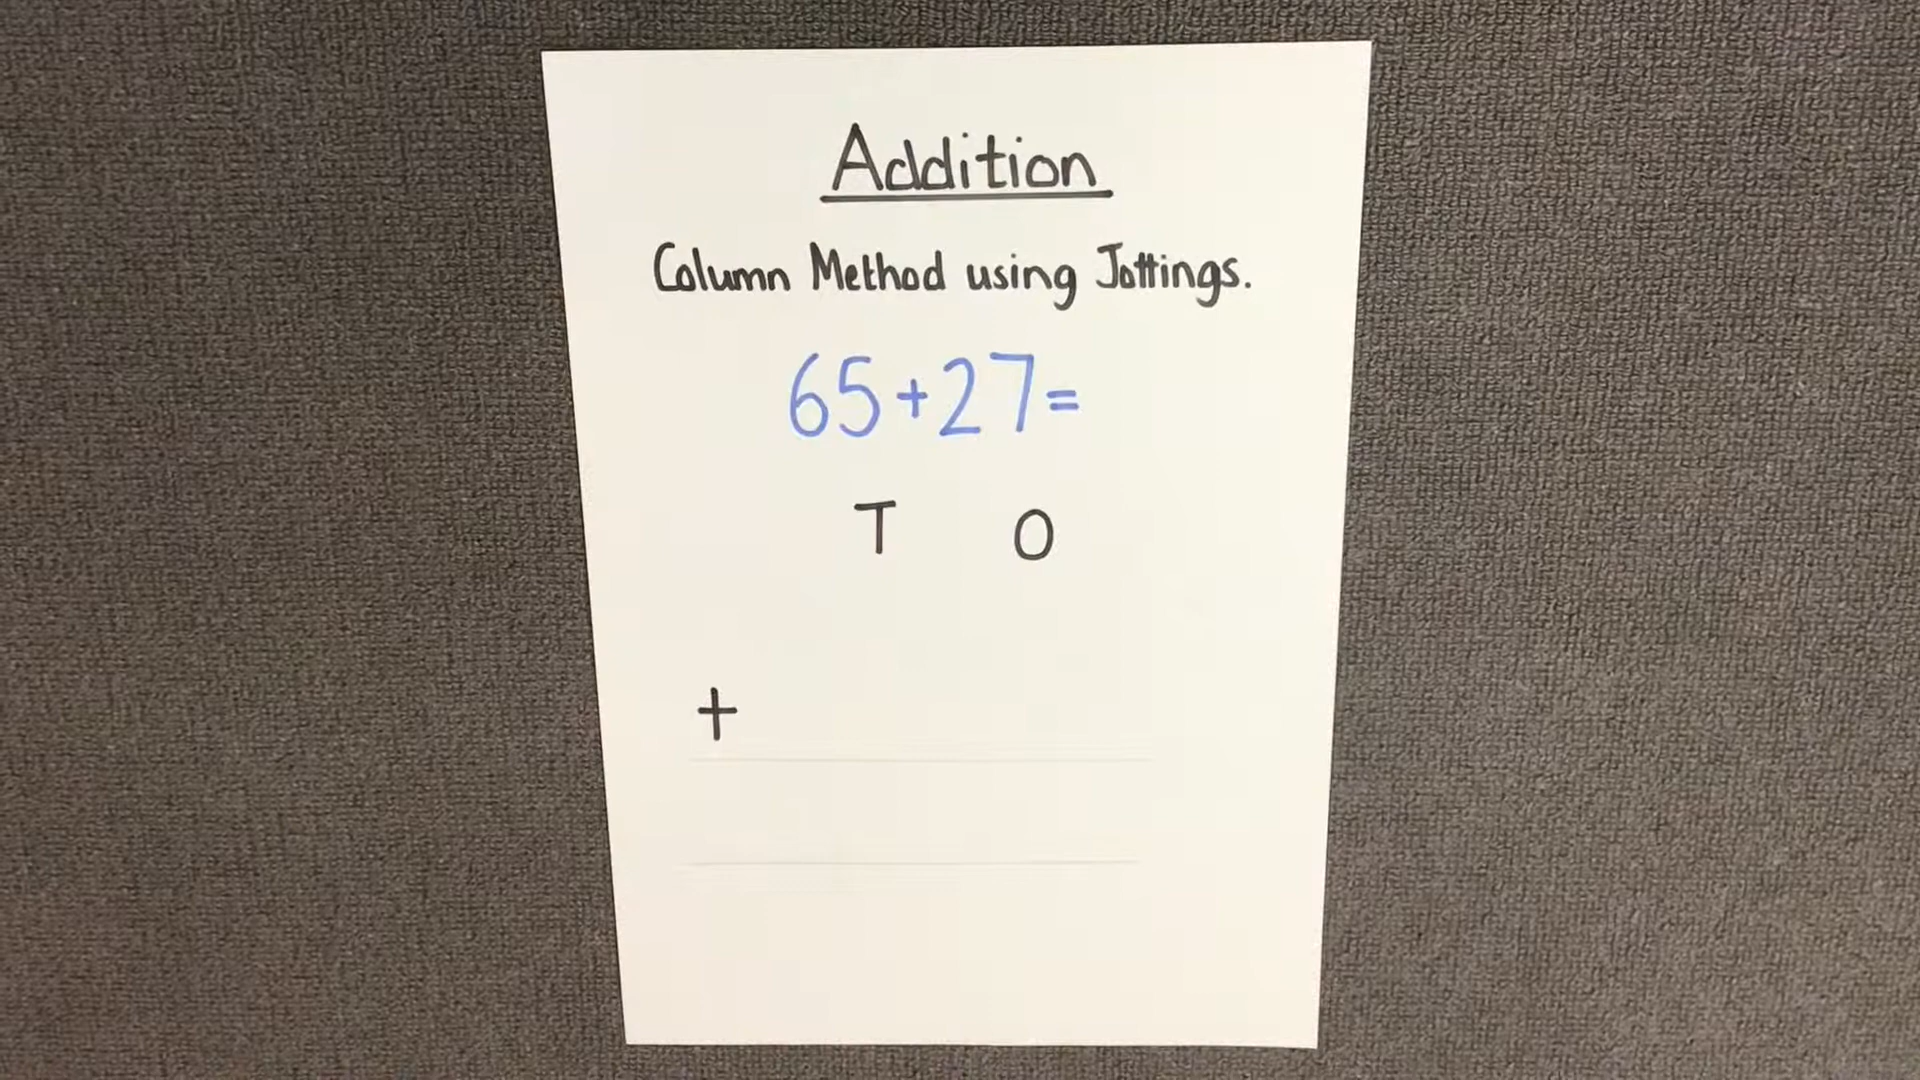 Addition
Column Method using Jottings.
65+27=
T O
+